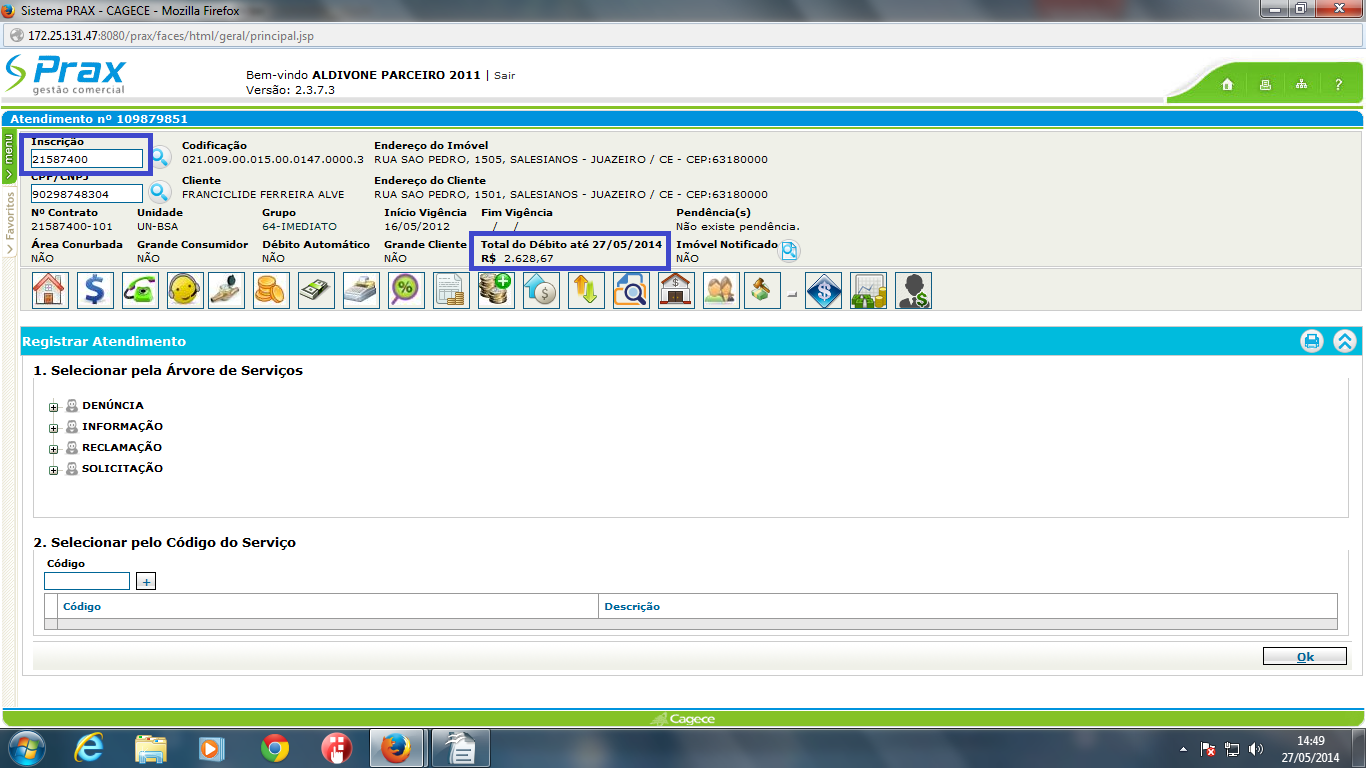 Sistema PRAX - CAGECE - Mozilla Firefox
172.25.131.47:8080/prax/faces/html/geral/principal.jsp
Prax
gestão comercial
Bem-vindo ALDIVONE PARCEIRO 2011 | Sair
Versão: 2.3.7.3
?
Atendimento nº 109879851
menu
Favoritos
Inscrição Codificação Endereço do Imóvel
21587400 021.009.00.015.00.0147.0000.3 RUA SAO PEDRO, 1505, SALESIANOS - JUAZEIRO / CE - CEP:63180000
CPF/CNPJ Cliente Endereço do Cliente
90298748304 FRANCICLIDE FERREIRA ALVE RUA SAO PEDRO, 1501, SALESIANOS - JUAZEIRO / CE - CEP:63180000
Nº Contrato Unidade Grupo Início Vigência Fim Vigência Pendência(s)
21587400-101 UN-BSA 64-IMEDIATO 16/05/2012 / / Não existe pendência.
Área Conurbada Grande Consumidor Débito Automático Grande Cliente Total do Débito até 27/05/2014 Imóvel Notificado
NÃO NÃO NÃO NÃO R$ 2.628,67 NÃO
Registrar Atendimento
1. Selecionar pela Árvore de Serviços
DENÚNCIA
INFORMAÇÃO
RECLAMAÇÃO
SOLICITAÇÃO
2. Selecionar pelo Código do Serviço
Código
+
Código Descrição
Ok
Cagece
14:49
27/05/2014